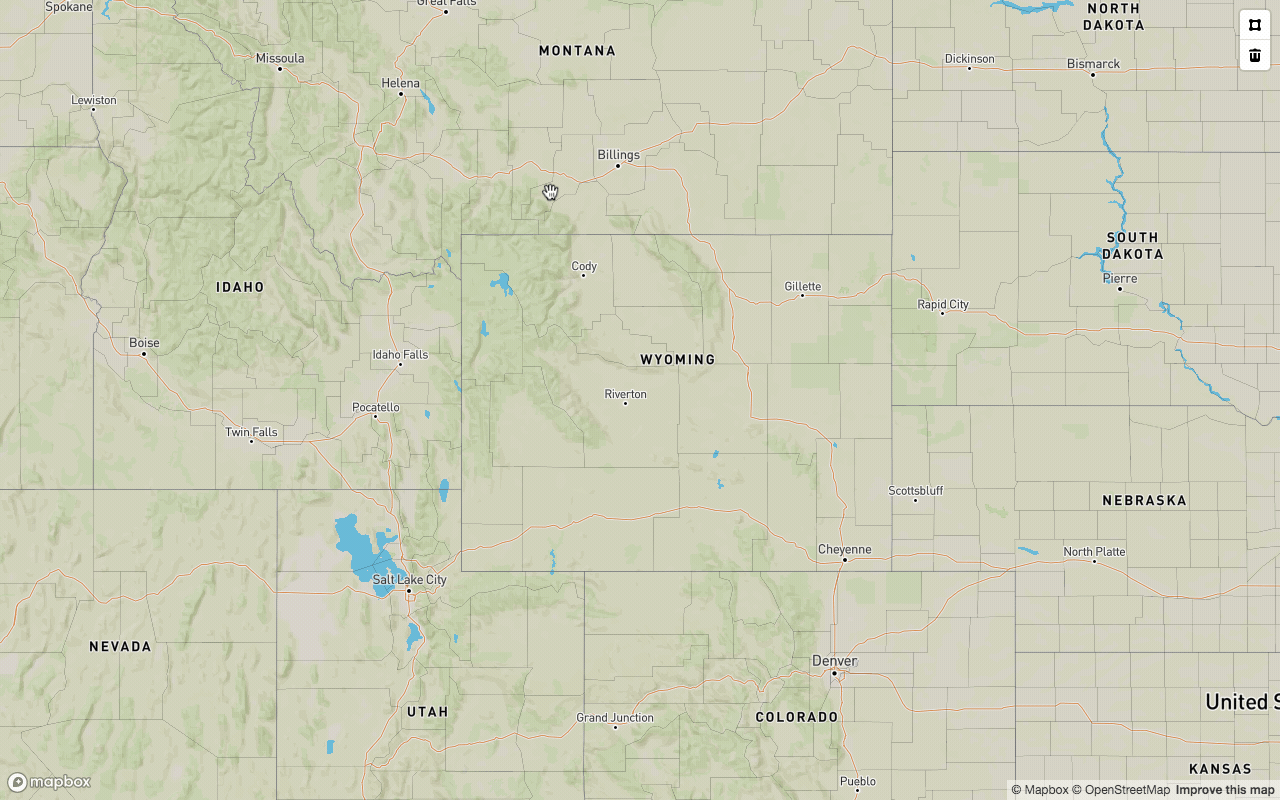 Spokane
Great Falls
NORTH
DAKOTA
MONTANA
Missoula
Dickinson
Bismarck
Helena
Lewiston
Billings
SOUTH
DAKOTA
Cody
Pierre
IDAHO
Gillette
Rapid City
Boise
Idaho Falls
WYOMING
Riverton
Pocatello
Twin Falls
Scottsbluff
NEBRASKA
Cheyenne
North Platte
Salt Lake City
NEVADA
Denver
United S
UTAH
Grand Junction
COLORADO
KANSAS
mapbox
Pueblo
© Mapbox © OpenStreetMap Improve this map